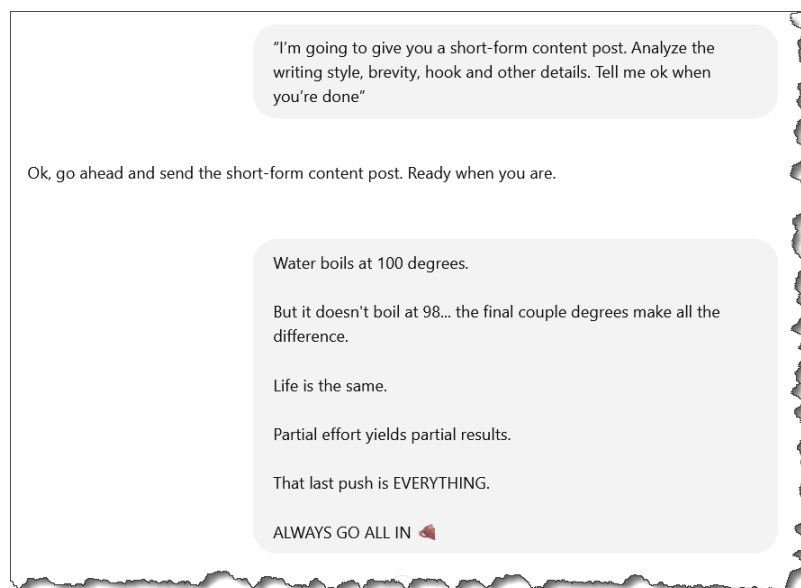 “I’m going to give you a short-form content post. Analyze the
writing style, brevity, hook and other details. Tell me ok when
you’re done”
Ok, go ahead and send the short-form content post. Ready when you are.
Water boils at 100 degrees.
But it doesn't boil at 98... the final couple degrees make all the
difference.
Life is the same.
Partial effort yields partial results.
That last push is EVERYTHING.
ALWAYS GO ALL IN